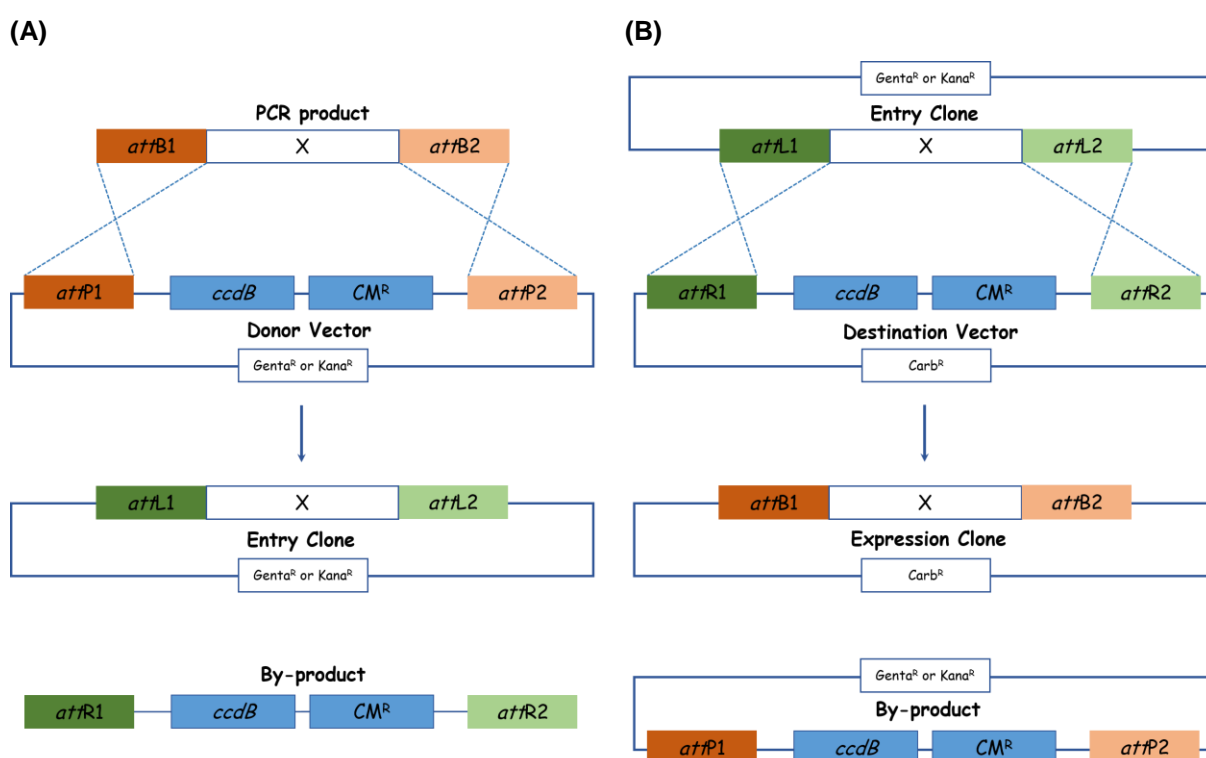 (A)
PCR product
attB1
X
attB2
attP1
ccdB
CMᴿ
attP2
Donor Vector
Gentaᴿ or Kanaᴿ
attL1
X
attL2
Entry Clone
Gentaᴿ or Kanaᴿ
By-product
attR1
ccdB
CMᴿ
attR2
(B)
Gentaᴿ or Kanaᴿ
Entry Clone
attL1
X
attL2
attR1
ccdB
CMᴿ
attR2
Destination Vector
Carbᴿ
attB1
X
attB2
Expression Clone
Carbᴿ
Gentaᴿ or Kanaᴿ
By-product
attP1
ccdB
CMᴿ
attP2